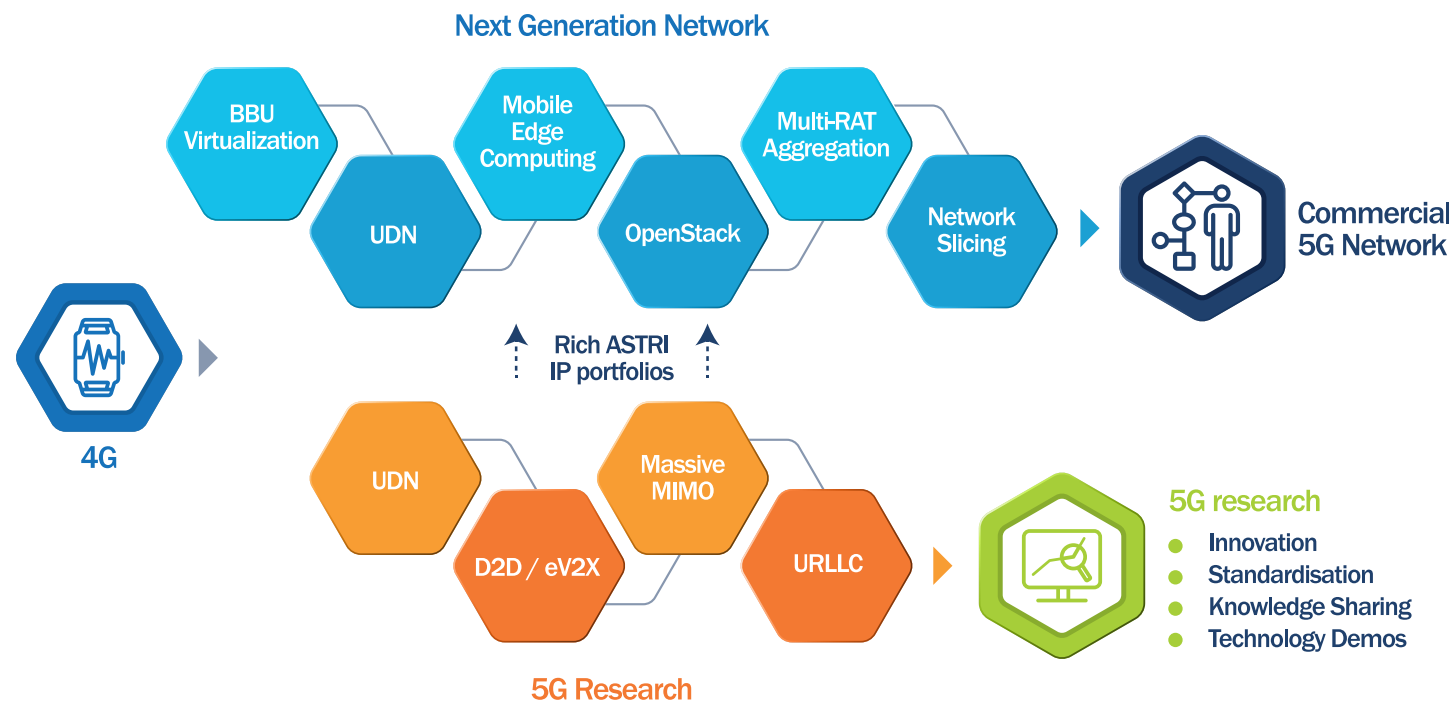 Next Generation Network
BBU
Virtualization
UDN
Mobile
Edge
Computing
OpenStack
Multi-RAT
Aggregation
Network
Slicing
Commercial
5G Network
4G
Rich ASTRI
IP portfolios
UDN
D2D / eV2X
Massive
MIMO
URLLC
5G research
Innovation
Standardisation
Knowledge Sharing
Technology Demos
5G Research